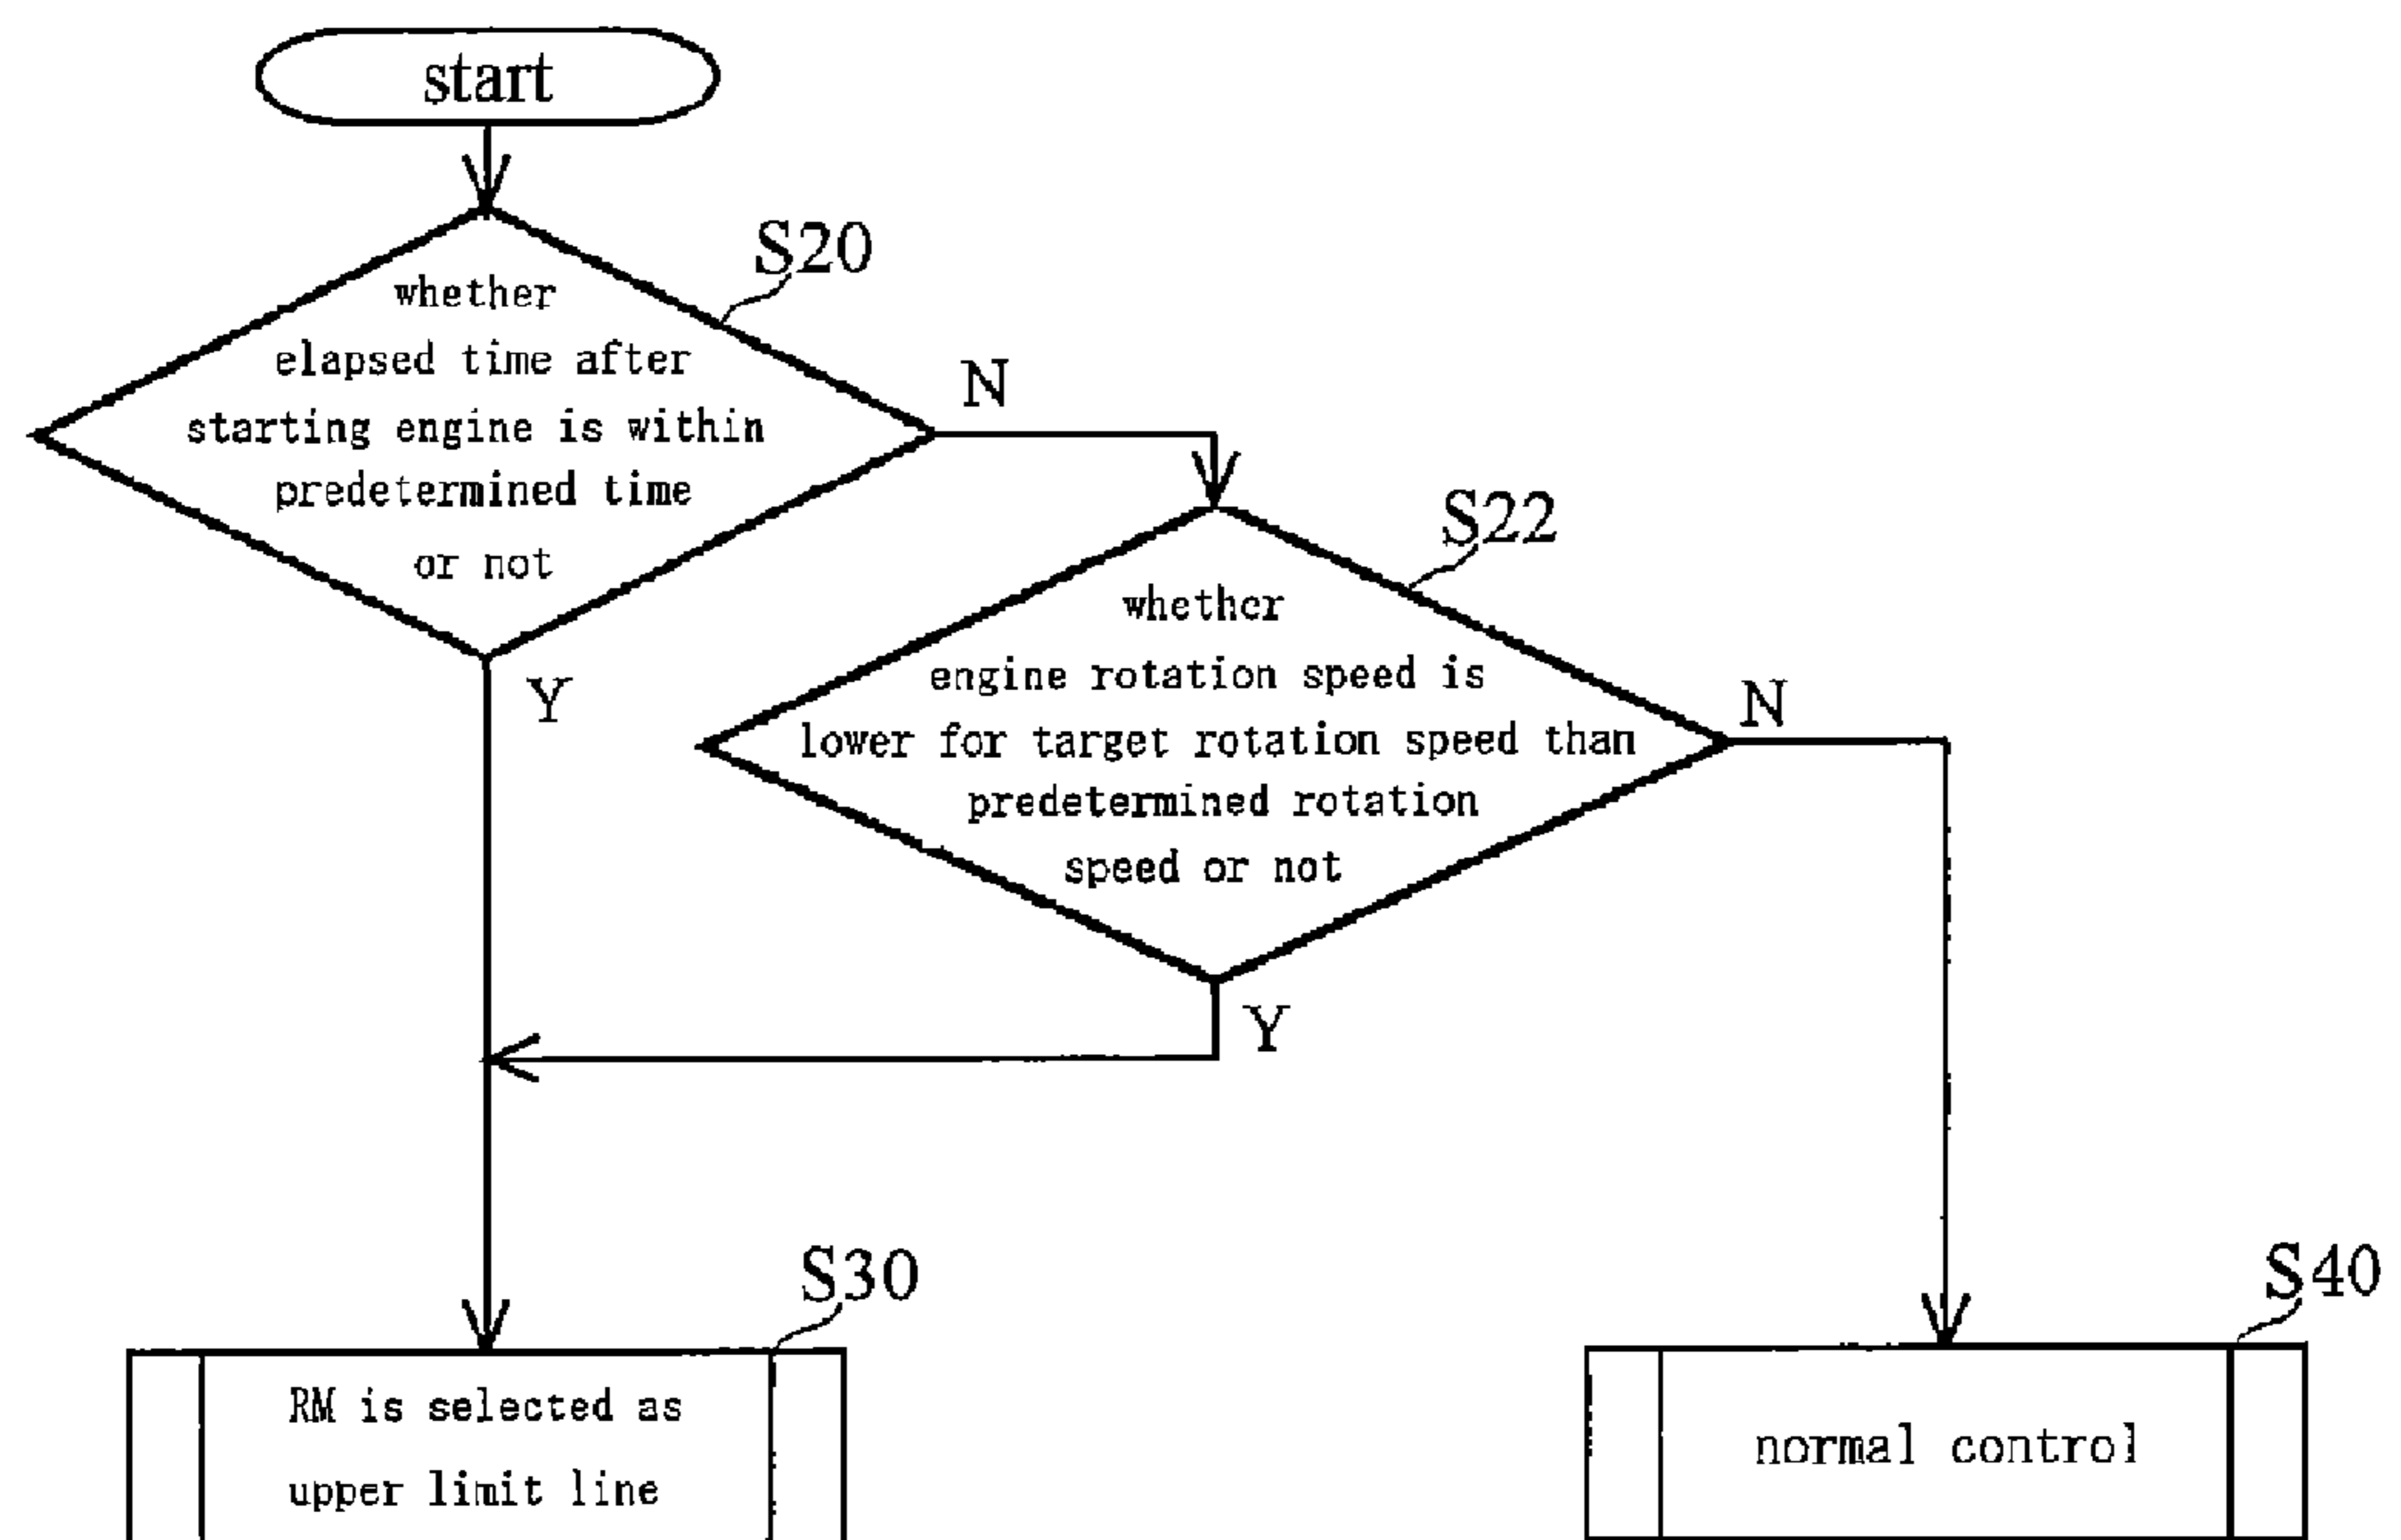 start
S20
whether
elapsed time after
starting engine is within
predetermined time
or not
N
Y
S22
whether
engine rotation speed is
lower for target rotation speed than
predetermined rotation
speed or not
N
Y
S30
RM is selected as
upper limit line
S40
normal control